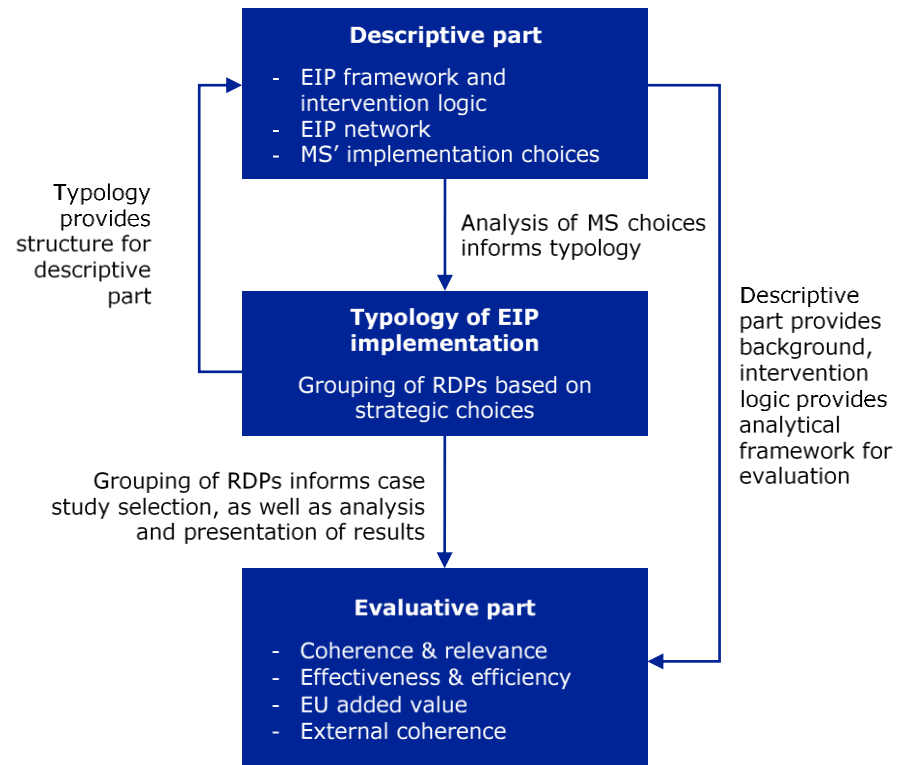 Descriptive part
- EIP framework and
intervention logic
- EIP network
- MS’ implementation choices
Typology
provides
structure for
descriptive
part
Analysis of MS choices
informs typology
Typology of EIP
implementation
Grouping of RDPs based on
strategic choices
Descriptive
part provides
background,
intervention
logic provides
analytical
framework for
evaluation
Grouping of RDPs informs case
study selection, as well as analysis
and presentation of results
Evaluative part
- Coherence & relevance
- Effectiveness & efficiency
- EU added value
- External coherence